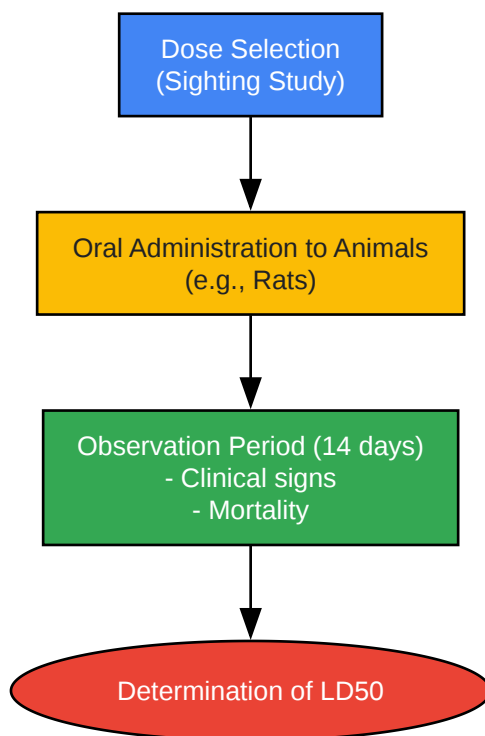 Dose Selection
(Sighting Study)
Oral Administration to Animals
(e.g., Rats)
Observation Period (14 days)
- Clinical signs
- Mortality
Determination of LD50